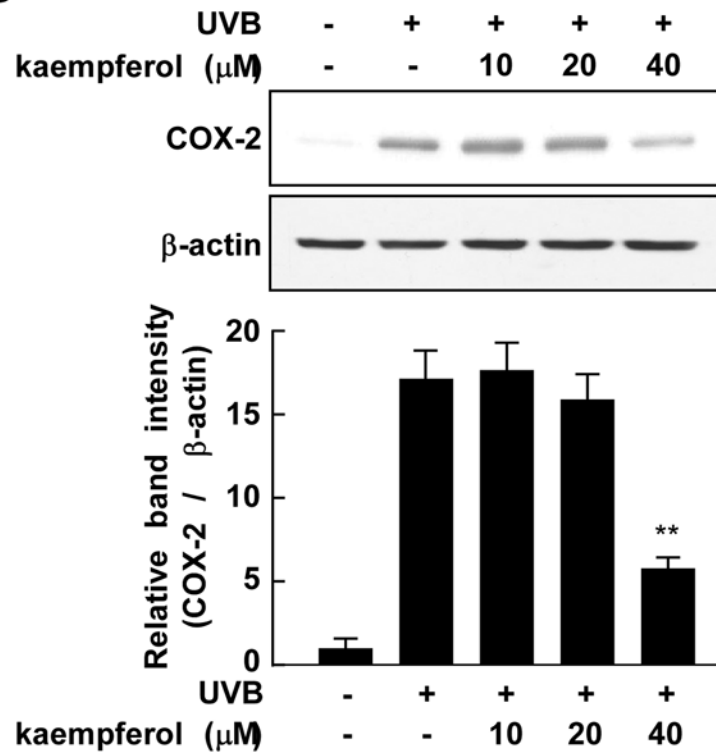 UVB - + + + +
kaempferol (μM) - - 10 20 40
COX-2
β-actin
Relative band intensity
(COX-2 / β-actin)
20
15
10
5
0
**
UVB - + + + +
kaempferol (μM) - - 10 20 40